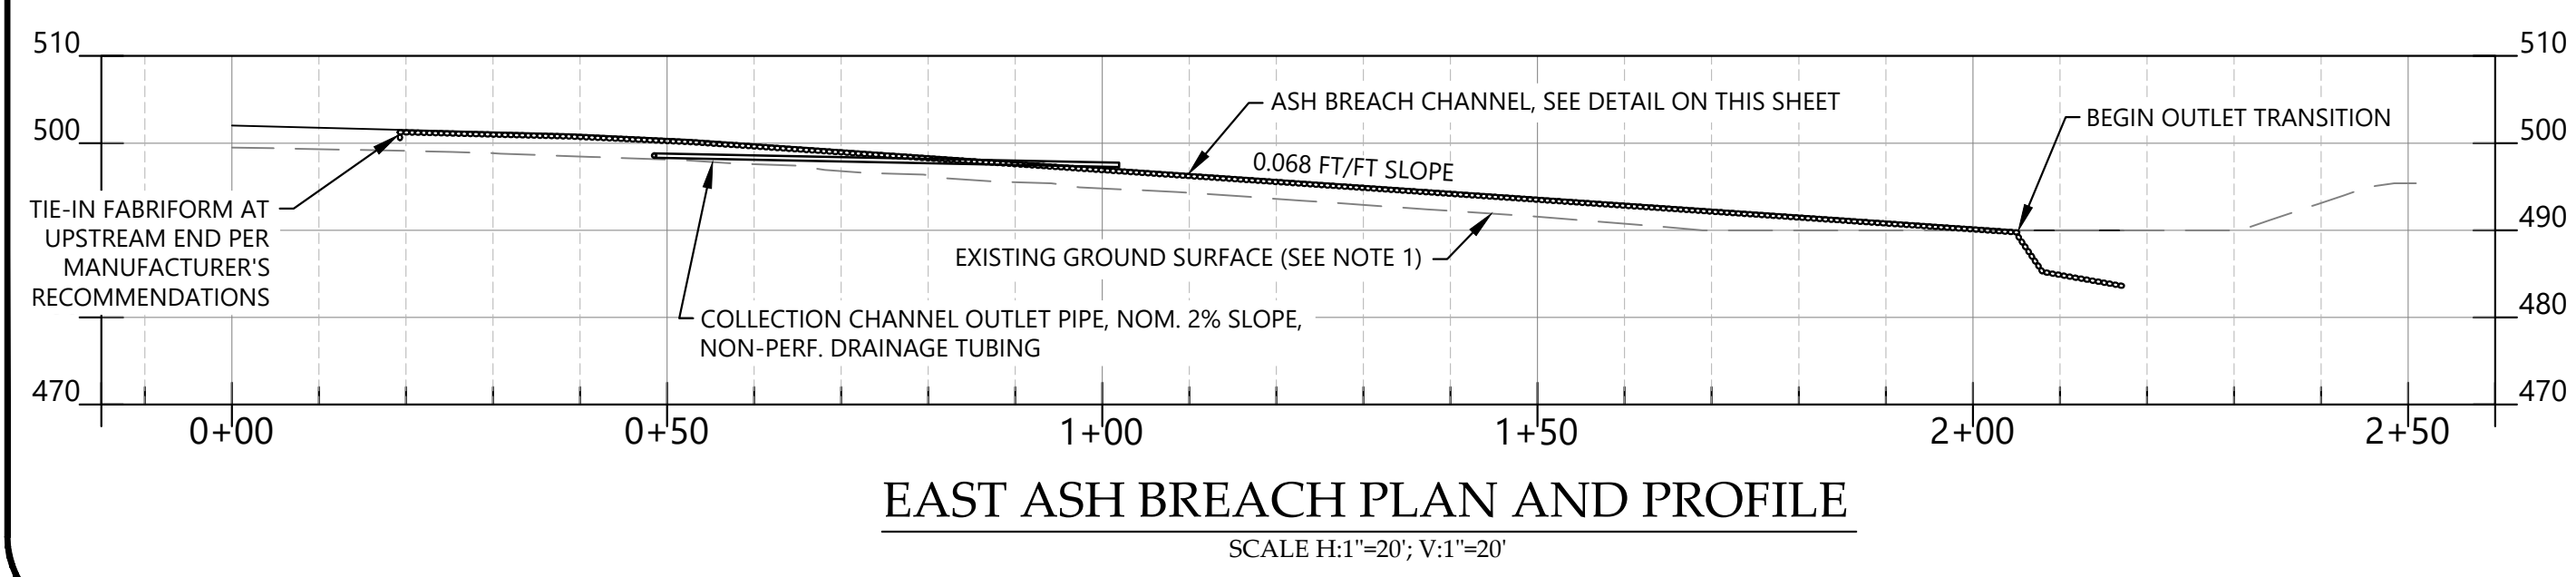 510
510
500
500
490
480
470
470
ASH BREACH CHANNEL, SEE DETAIL ON THIS SHEET
BEGIN OUTLET TRANSITION
0.068 FT/FT SLOPE
TIE-IN FABRIFORM AT
UPSTREAM END PER
MANUFACTURER'S
RECOMMENDATIONS
EXISTING GROUND SURFACE (SEE NOTE 1)
COLLECTION CHANNEL OUTLET PIPE, NOM. 2% SLOPE,
NON-PERF. DRAINAGE TUBING
0+00
0+50
1+00
1+50
2+00
2+50
EAST ASH BREACH PLAN AND PROFILE
SCALE H:1"=20'; V:1"=20'